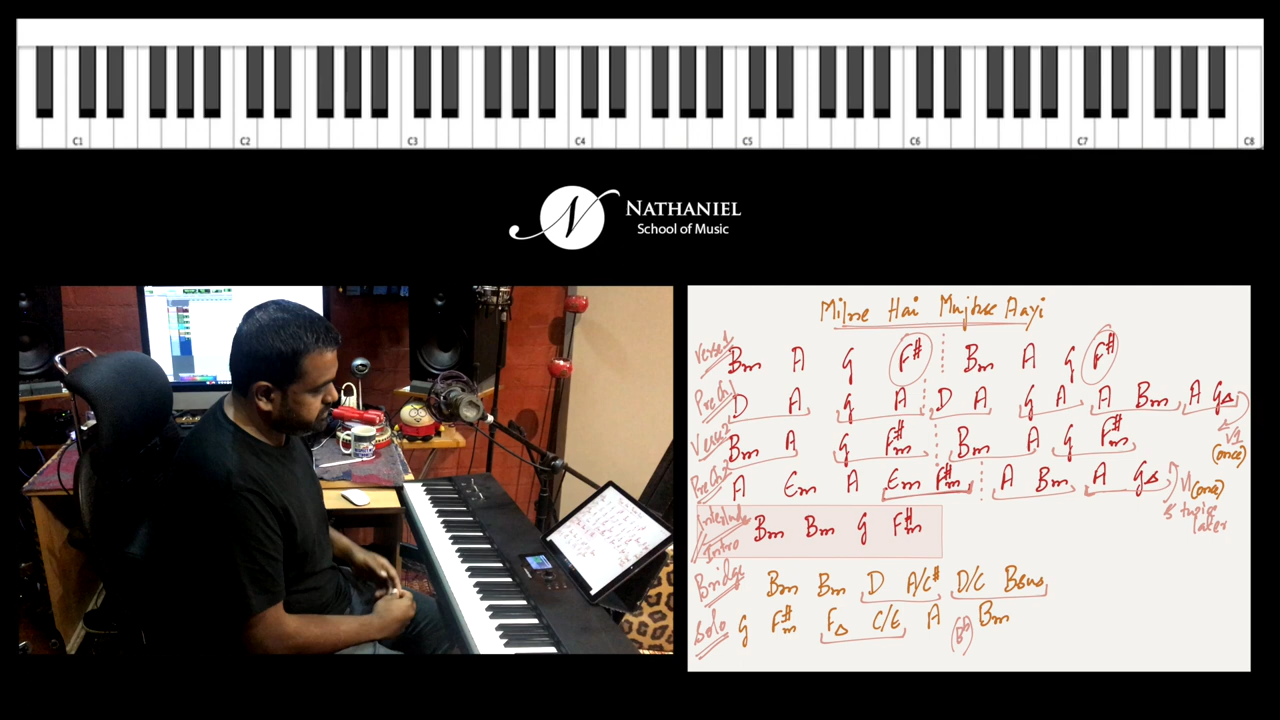 C1 C2 C3 C4 C5 C6 C7 C8
NATHANIEL
School of Music
Milne Hai Mujhse Aayi
Verse1 Bm A G F# Bm A G F#
PreCh1 D A G A D A G A A Bm A G△
V1
(once)
Verse2 Bm A G F#m Bm A G F#m
PreCh2 A Em A Em F#m A Bm A G△
V1 (once)
& twice
later
Interlude Bm Bm G F#m
Intro
Bridge Bm Bm D A/C# D/C Bsus
Solo G F#m F△ C/E A (Bb) Bm